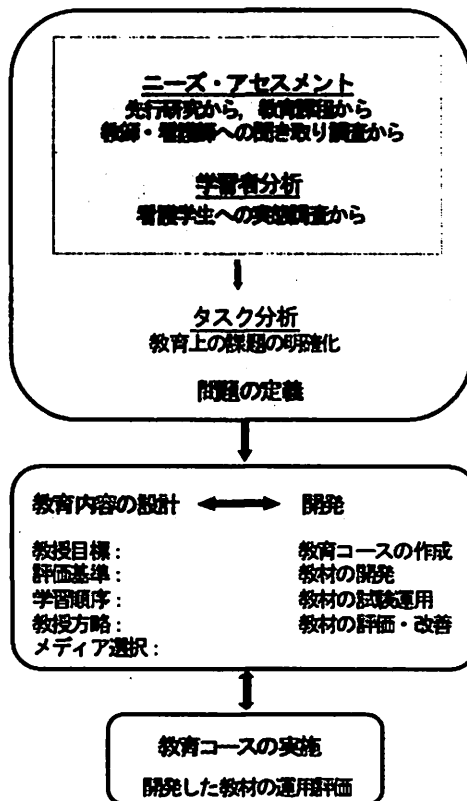 ニーズ・アセスメント
先行研究から，教育課程から
教師・看護師への聞き取り調査から
学習者分析
看護学生への実態調査から
タスク分析
教育上の課題の明確化
問題の定義
教育内容の設計
開発
教授目標：
評価基準：
学習順序：
教授方略：
メディア選択：
教育コースの作成
教材の開発
教材の試験運用
教材の評価・改善
教育コースの実施
開発した教材の運用評価